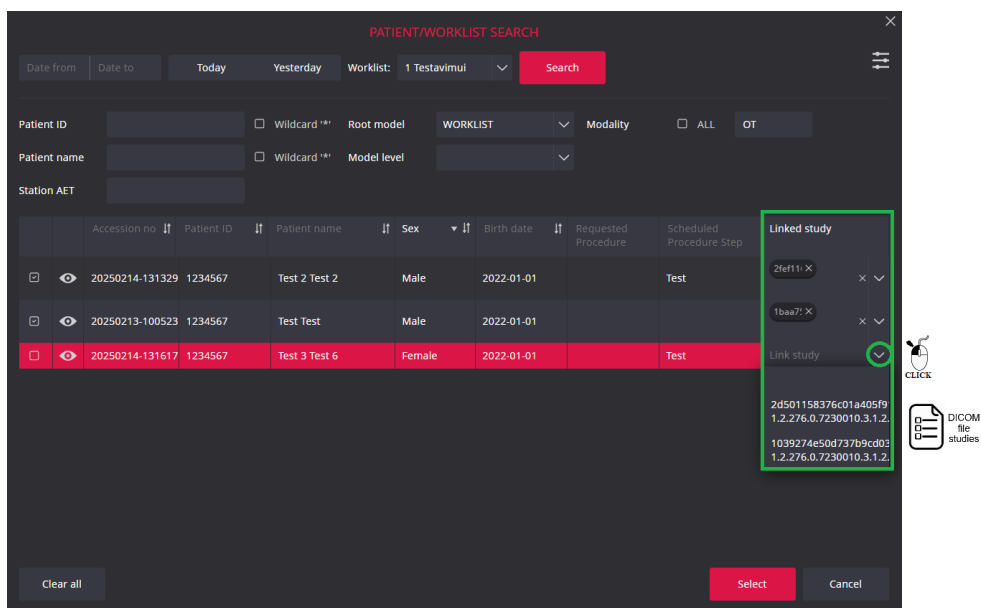 PATIENT/WORKLIST SEARCH
Date from Date to Today Yesterday Worklist: 1 Testavimui Search
Patient ID Wildcard '*' Root model WORKLIST Modality ALL OT
Patient name Wildcard '*' Model level
Station AET
Accession no Patient ID Patient name Sex Birth date Requested Procedure Scheduled Procedure Step Linked study
2fef11
20250214-131329 1234567 Test 2 Test 2 Male 2022-01-01 Test
1baa7
20250213-100523 1234567 Test Test Male 2022-01-01
20250214-131617 1234567 Test 3 Test 6 Female 2022-01-01 Test Link study
CLICK
2d501158376c01a405f9
1.2.276.0.7230010.3.1.2.
1039274e50d737b9cd03
1.2.276.0.7230010.3.1.2.
DICOM
file
studies
Clear all Select Cancel